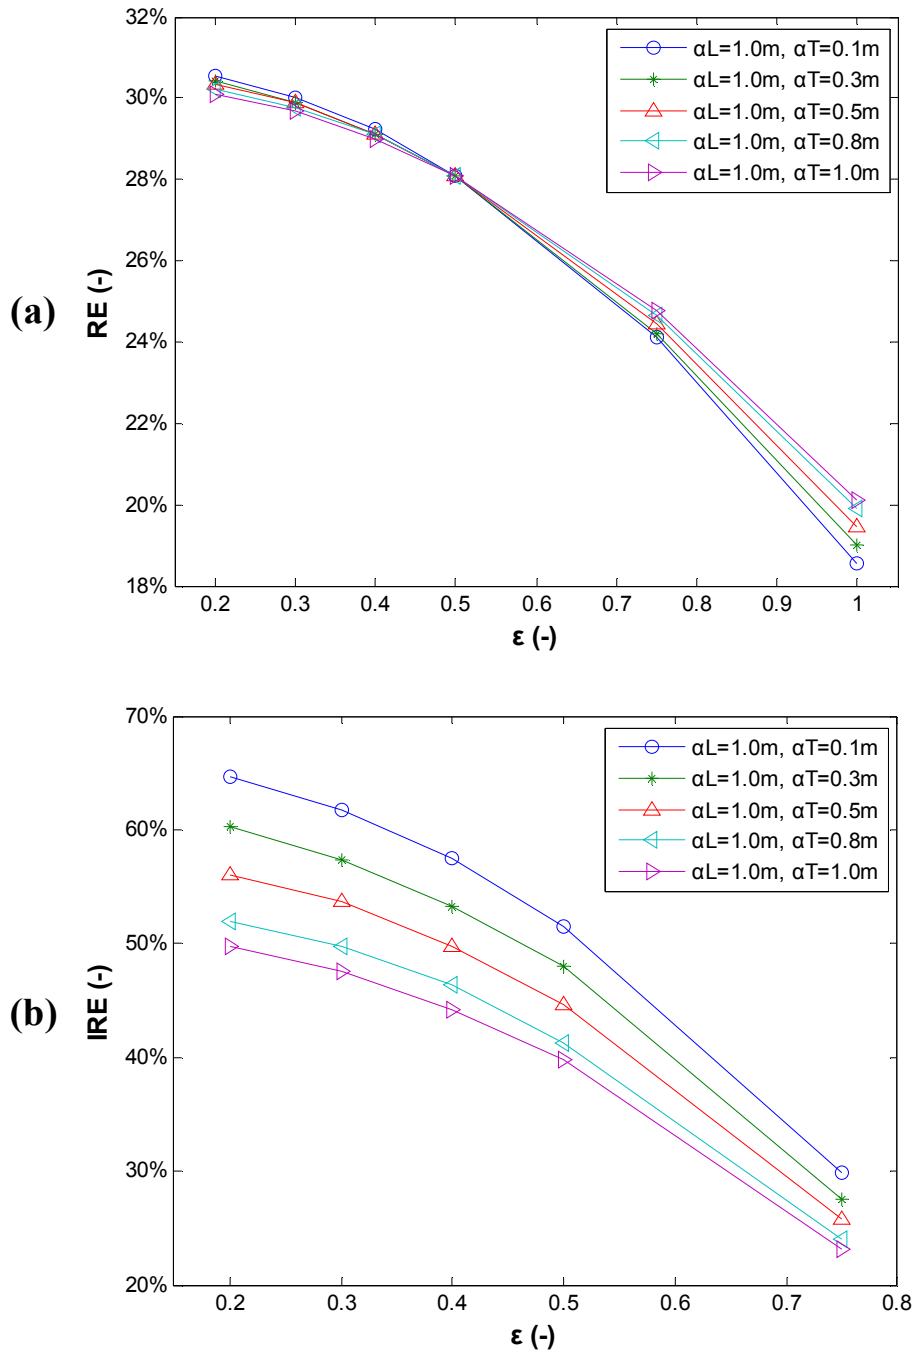 32%
30%
28%
26%
24%
22%
20%
18%
RE (-)
(a)
αL=1.0m, αT=0.1m
αL=1.0m, αT=0.3m
αL=1.0m, αT=0.5m
αL=1.0m, αT=0.8m
αL=1.0m, αT=1.0m
0.2 0.3 0.4 0.5 0.6 0.7 0.8 0.9 1
ε (-)
70%
60%
50%
40%
30%
20%
IRE (-)
(b)
αL=1.0m, αT=0.1m
αL=1.0m, αT=0.3m
αL=1.0m, αT=0.5m
αL=1.0m, αT=0.8m
αL=1.0m, αT=1.0m
0.2 0.3 0.4 0.5 0.6 0.7 0.8
ε (-)